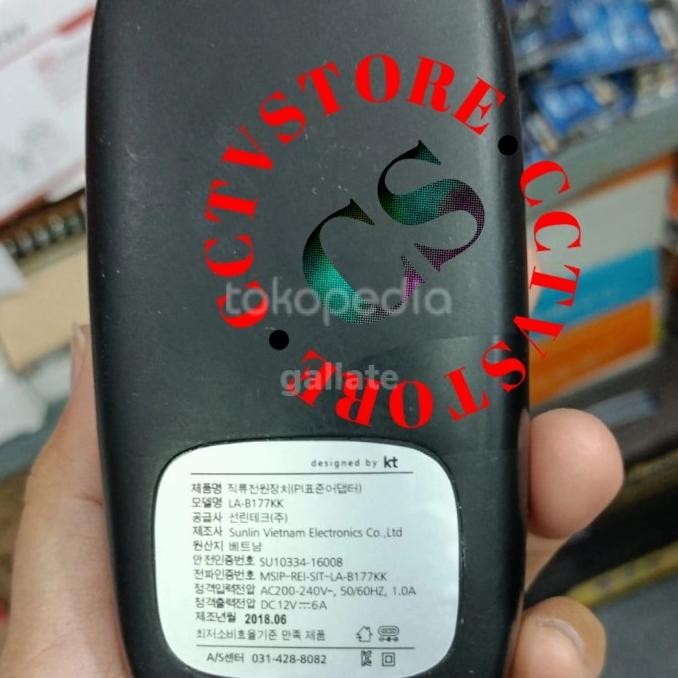 CCTVSTORE
CCTVSTORE
CS
tokopedia
gallate
designed by kt
제품명 직류전원장치(PI표준어댑터)
모델명 LA-B177KK
공급사 선린테크(주)
제조사 Sunlin Vietnam Electronics Co.,Ltd
원산지 베트남
안전인증번호 SU10334-16008
전파인증번호 MSIP-REI-SIT-LA-B177KK
정격입력전압 AC200-240V~, 50/60HZ, 1.0A
정격출력전압 DC12V⎓6A
제조년월 2018.06
최저소비효율기준 만족 제품
A/S센터 031-428-8082